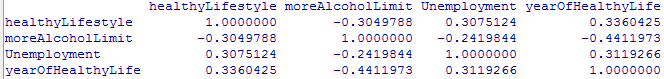 healthyLifestyle moreAlcoholLimit Unemployment yearOfHealthyLife
healthyLifestyle 1.0000000 -0.3049788 0.3075124 0.3360425
moreAlcoholLimit -0.3049788 1.0000000 -0.2419844 -0.4411973
Unemployment 0.3075124 -0.2419844 1.0000000 0.3119266
yearOfHealthyLife 0.3360425 -0.4411973 0.3119266 1.0000000